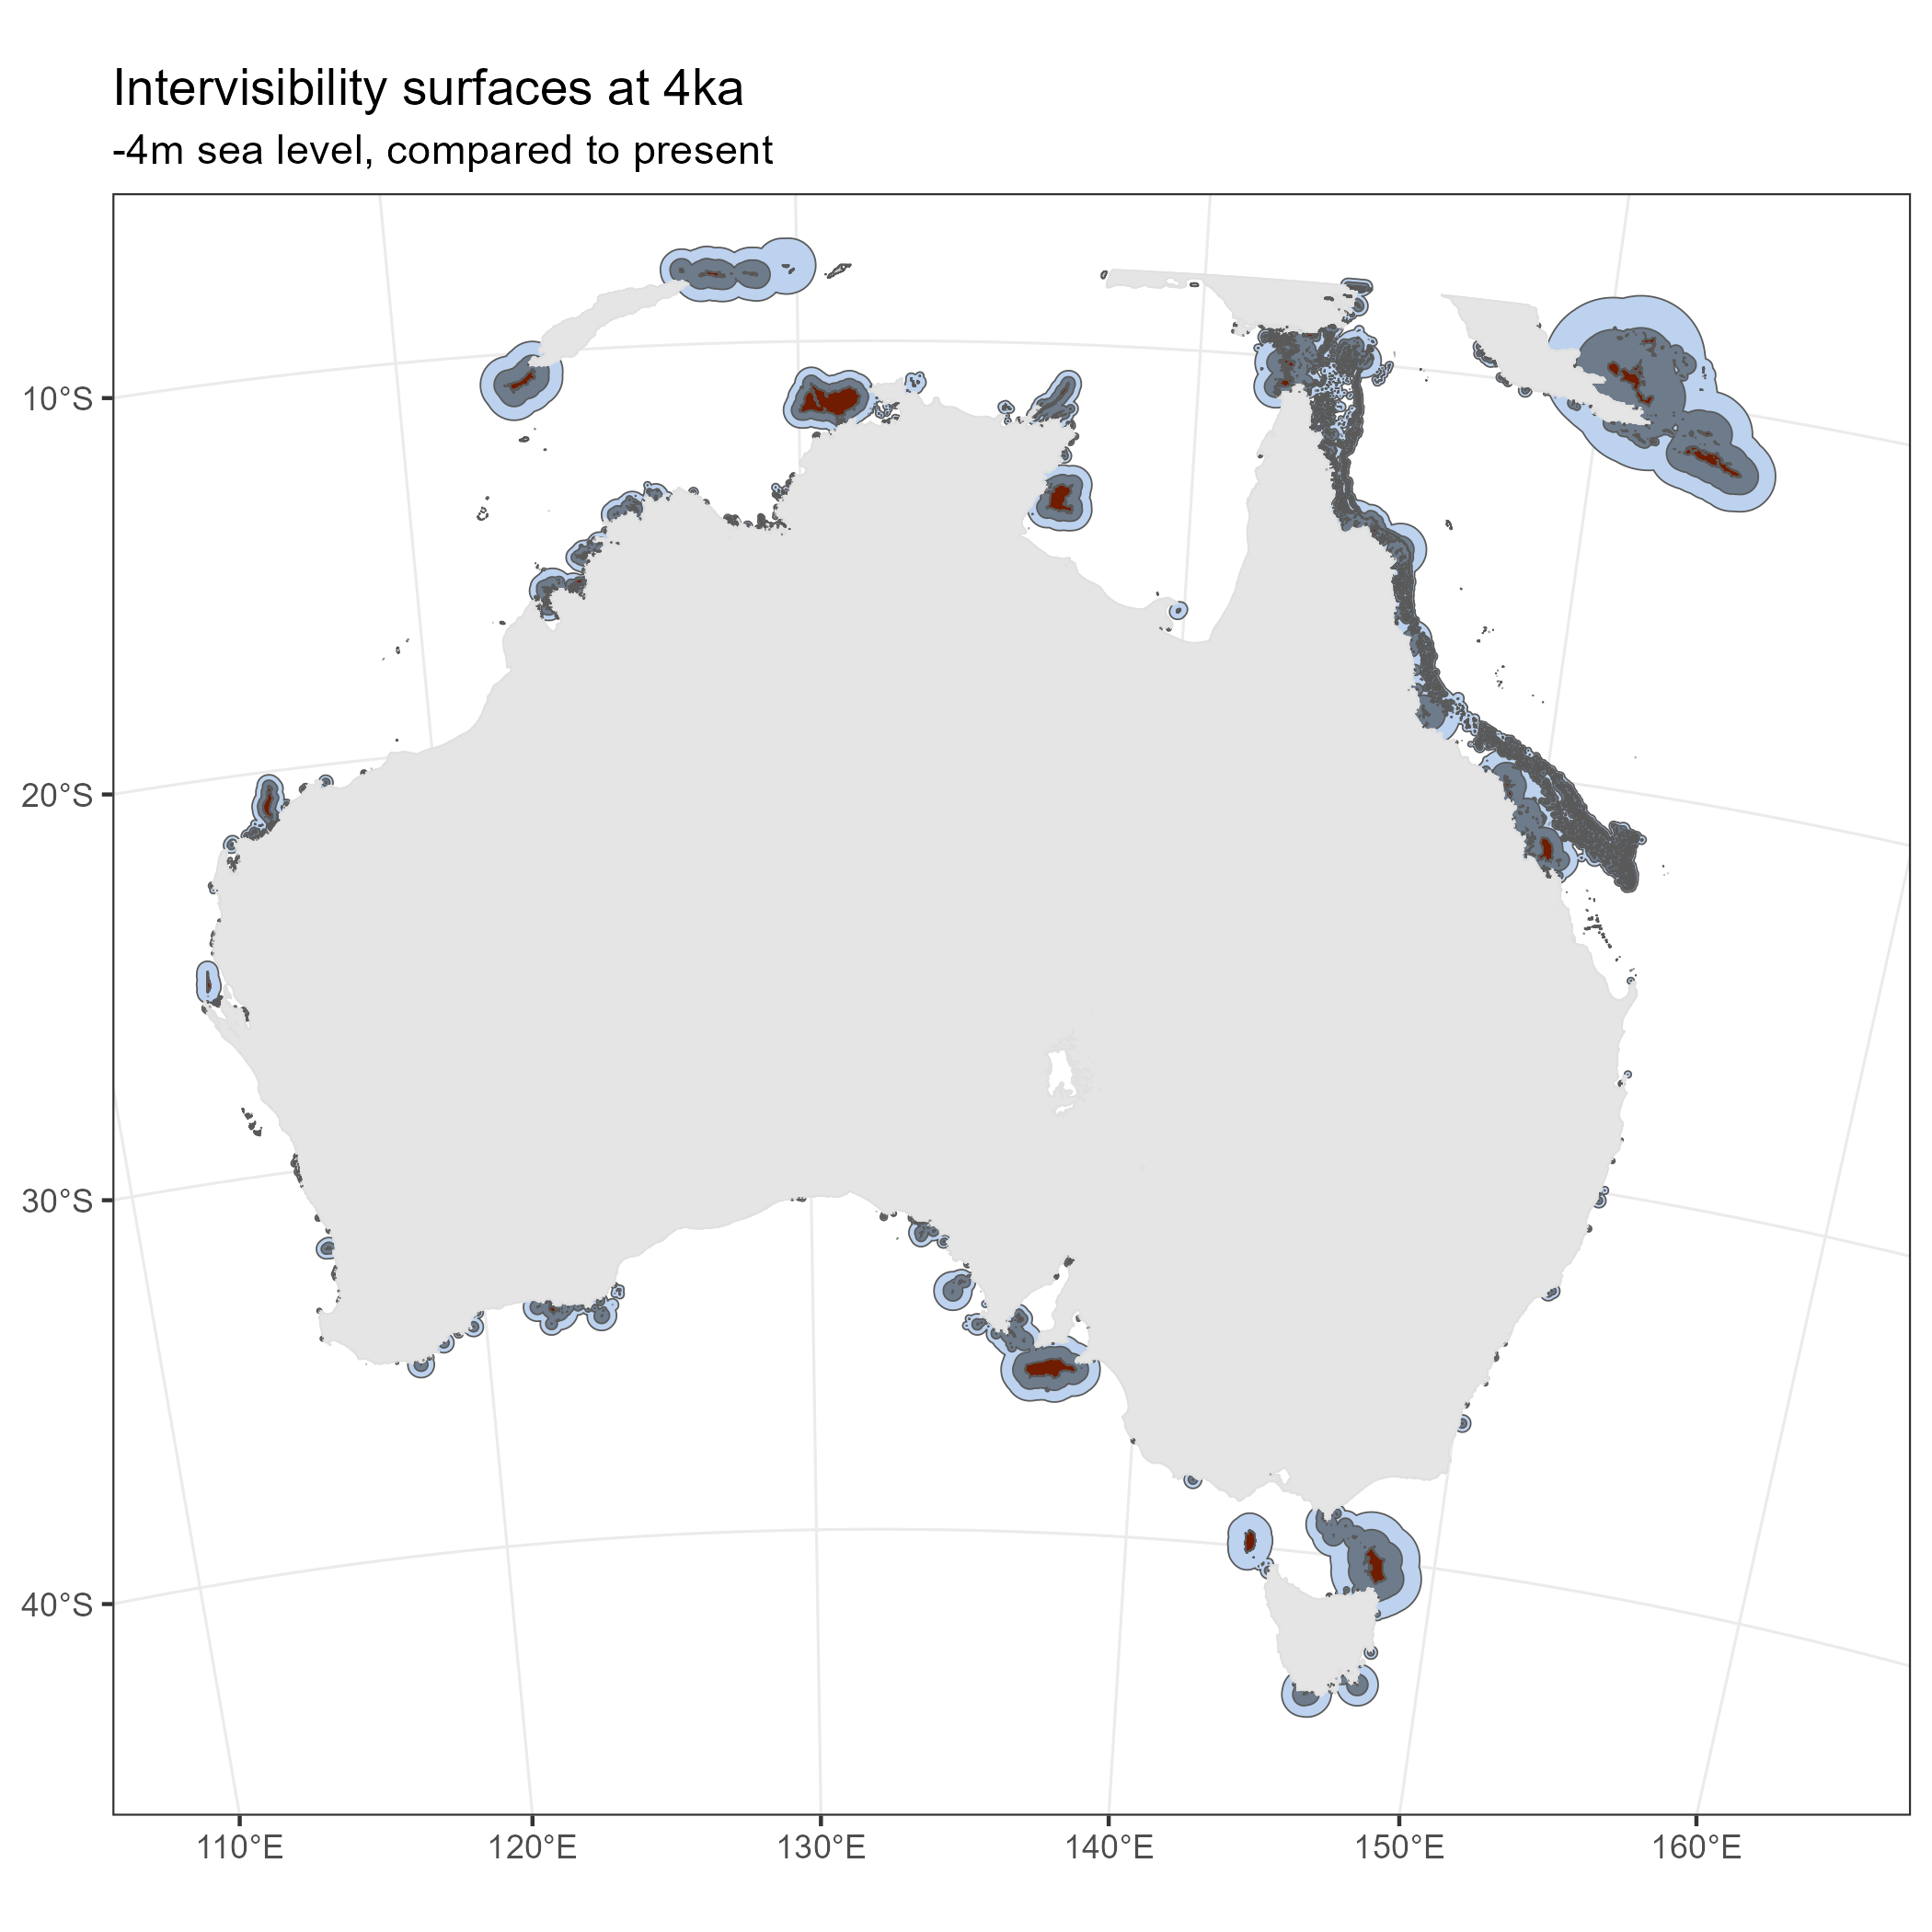 Intervisibility surfaces at 4ka
-4m sea level, compared to present
10°S
20°S
30°S
40°S
110°E
120°E
130°E
140°E
150°E
160°E